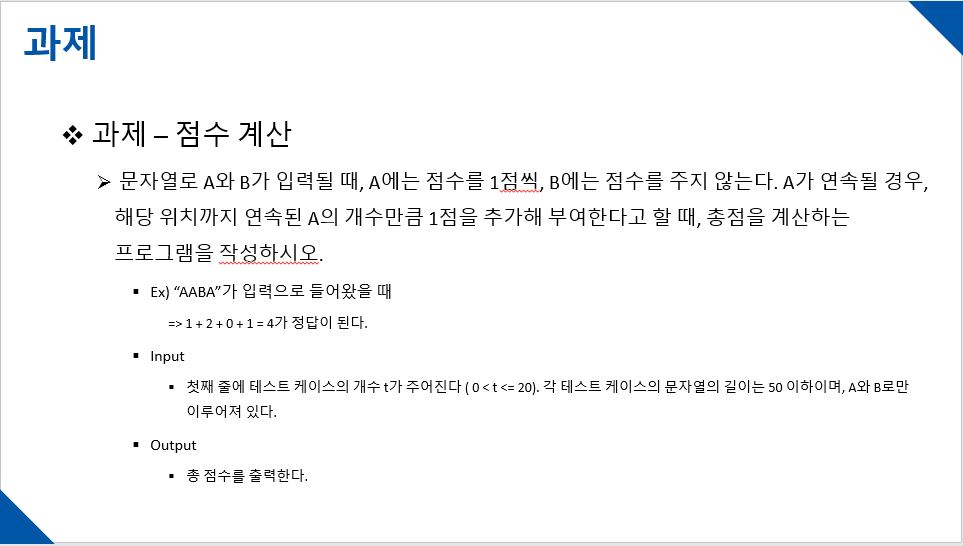 과제
❖ 과제 – 점수 계산
➢ 문자열로 A와 B가 입력될 때, A에는 점수를 1점씩, B에는 점수를 주지 않는다. A가 연속될 경우,
해당 위치까지 연속된 A의 개수만큼 1점을 추가해 부여한다고 할 때, 총점을 계산하는
프로그램을 작성하시오.
▪ Ex) “AABA”가 입력으로 들어왔을 때
=> 1 + 2 + 0 + 1 = 4가 정답이 된다.
▪ Input
▪ 첫째 줄에 테스트 케이스의 개수 t가 주어진다 ( 0 < t <= 20). 각 테스트 케이스의 문자열의 길이는 50 이하이며, A와 B로만
이루어져 있다.
▪ Output
▪ 총 점수를 출력한다.